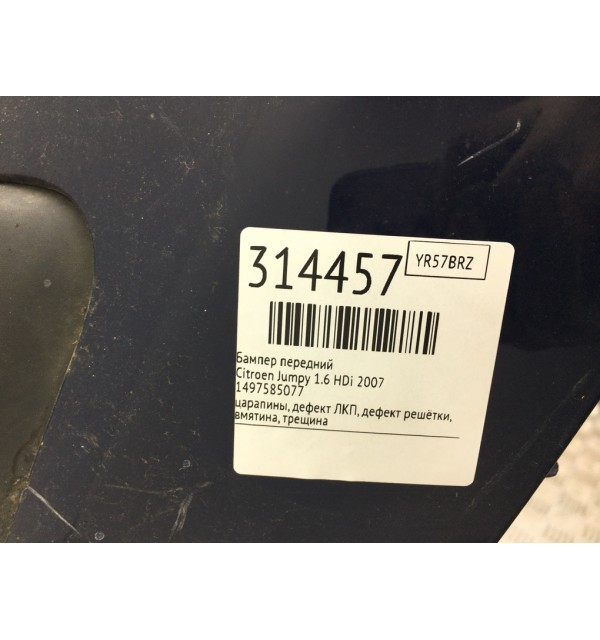 314457
YR57BRZ
Бампер передний
Citroen Jumpy 1.6 HDi 2007
1497585077
царапины, дефект ЛКП, дефект решётки,
вмятина, трещина